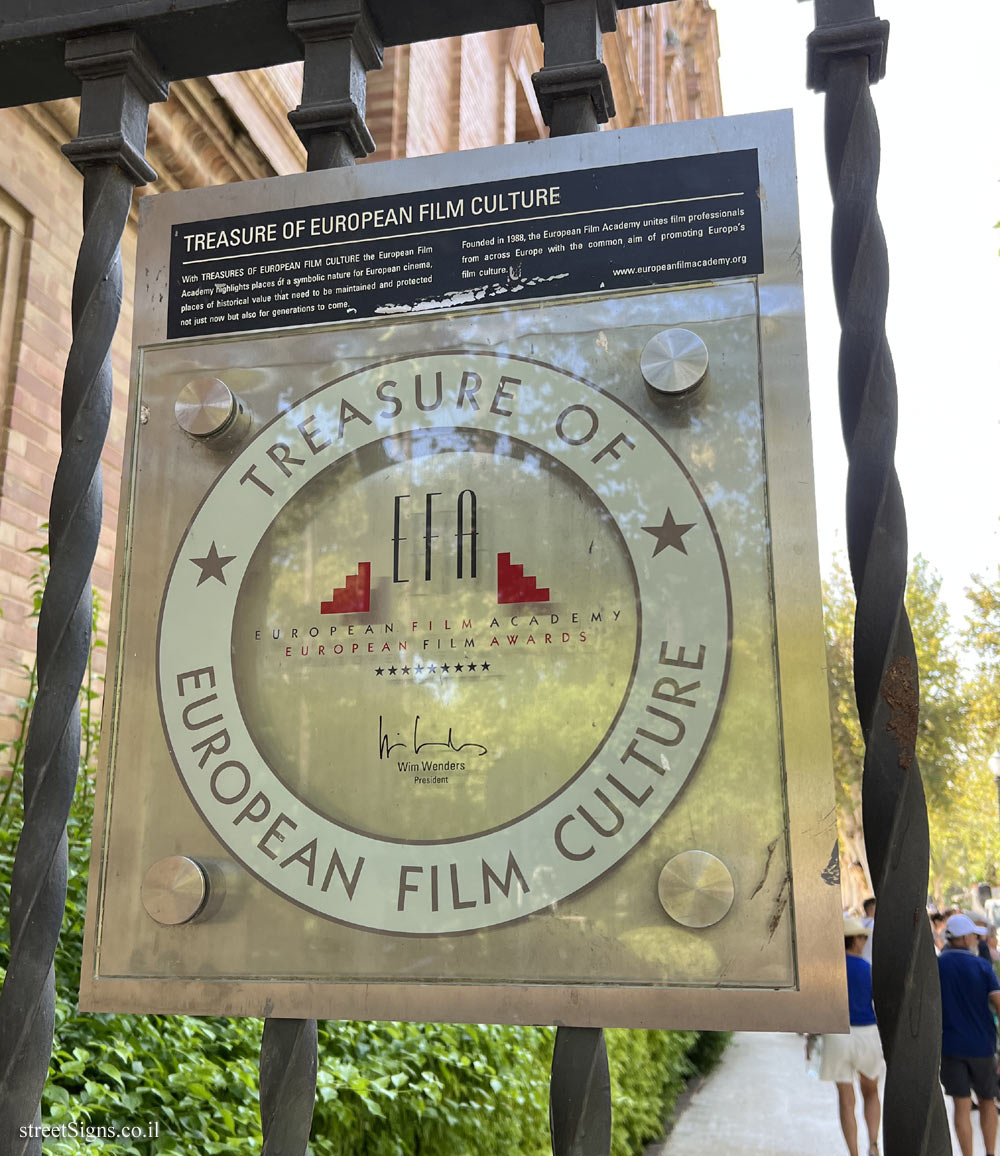 TREASURE OF EUROPEAN FILM CULTURE
With TREASURES OF EUROPEAN FILM CULTURE the European Film
Academy highlights places of a symbolic nature for European cinema,
places of historical value that need to be maintained and protected
not just now but also for generations to come.
Founded in 1988, the European Film Academy unites film professionals
from across Europe with the common aim of promoting Europe's
film culture.
www.europeanfilmacademy.org
TREASURE OF
EFA
EUROPEAN FILM ACADEMY
EUROPEAN FILM AWARDS
Wim Wenders
President
EUROPEAN FILM CULTURE
streetSigns.co.il